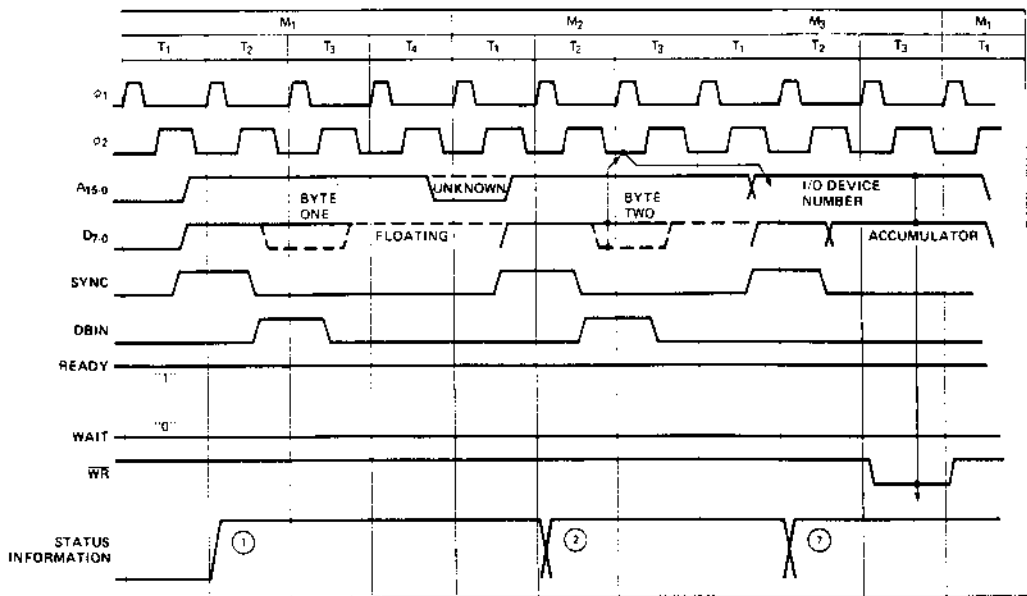 M1 M2 M3 M1
T1 T2 T3 T4 T1 T2 T3 T1 T2 T3 T1
φ1
φ2
A15-0 UNKNOWN I/O DEVICE
BYTE ONE BYTE TWO NUMBER
D7-0 FLOATING ACCUMULATOR
SYNC
DBIN
READY
"1"
"0"
WAIT
WR
STATUS INFORMATION 1 2 7